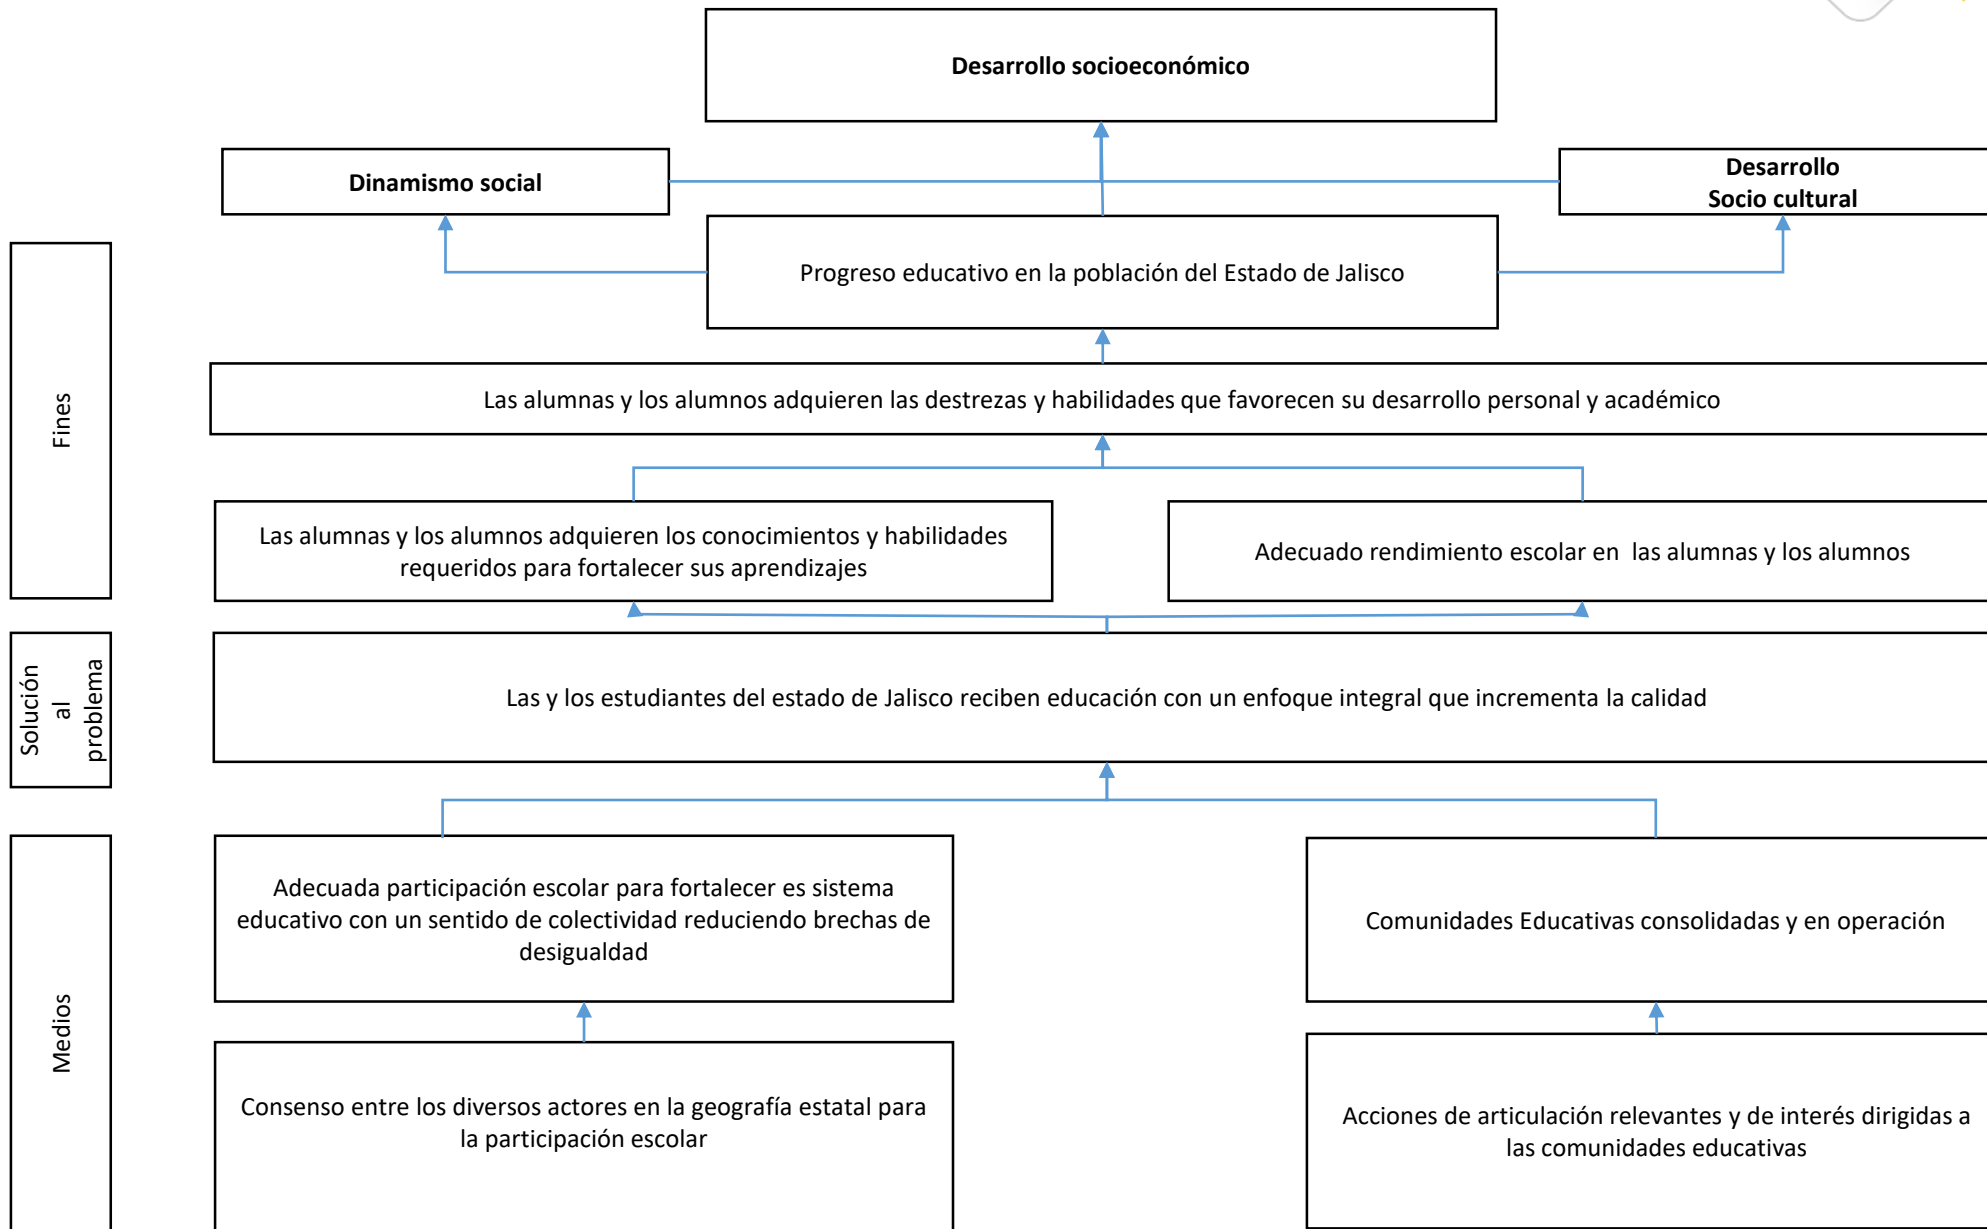 Desarrollo socioeconómico
Dinamismo social
Desarrollo
Socio cultural
Progreso educativo en la población del Estado de Jalisco
Fines
Las alumnas y los alumnos adquieren las destrezas y habilidades que favorecen su desarrollo personal y académico
Las alumnas y los alumnos adquieren los conocimientos y habilidades
requeridos para fortalecer sus aprendizajes
Adecuado rendimiento escolar en  las alumnas y los alumnos
Solución
al
problema
Las y los estudiantes del estado de Jalisco reciben educación con un enfoque integral que incrementa la calidad
Medios
Adecuada participación escolar para fortalecer es sistema
educativo con un sentido de colectividad reduciendo brechas de
desigualdad
Comunidades Educativas consolidadas y en operación
Consenso entre los diversos actores en la geografía estatal para
la participación escolar
Acciones de articulación relevantes y de interés dirigidas a
las comunidades educativas